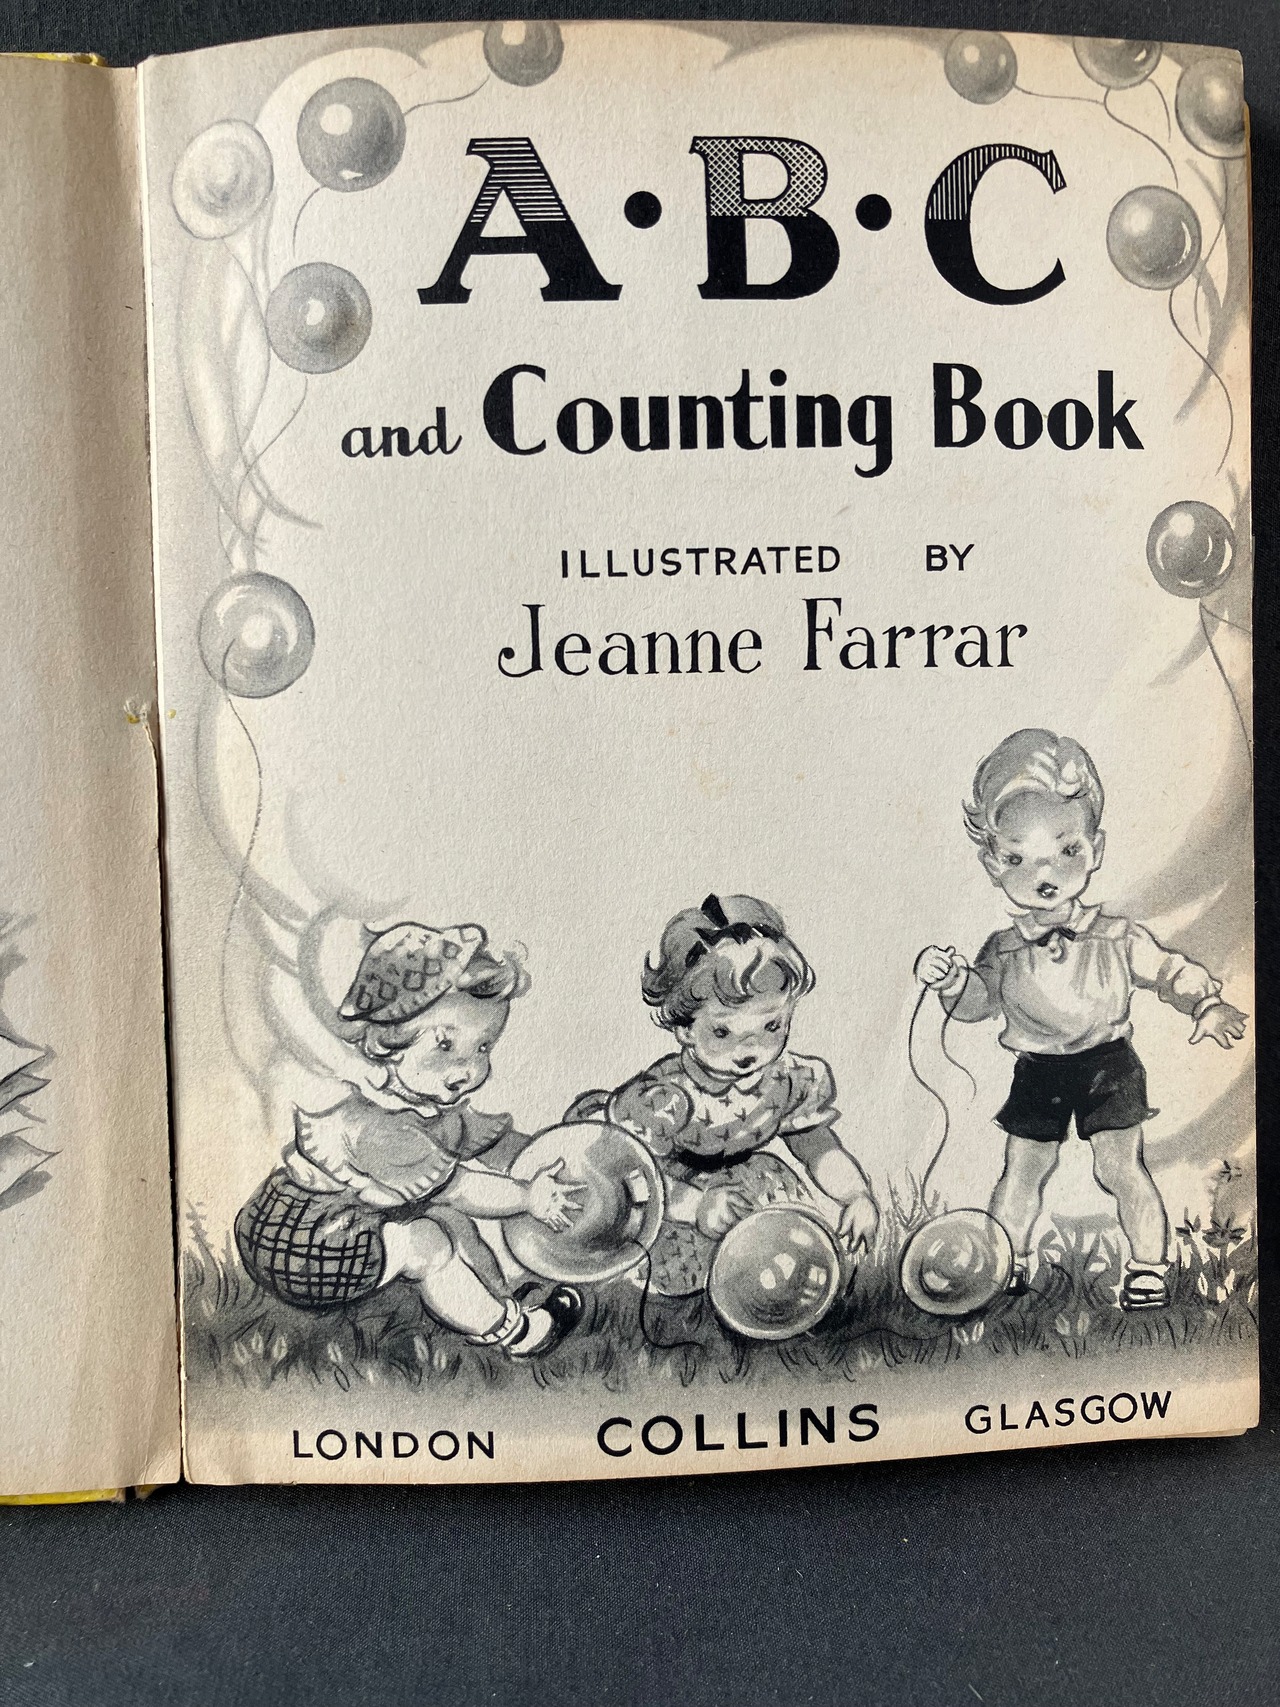 A·B·C
and Counting Book
ILLUSTRATED BY
Jeanne Farrar
LONDON COLLINS GLASGOW